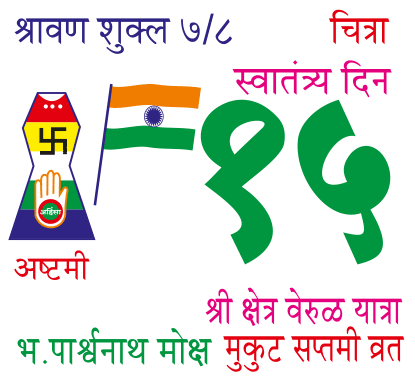 श्रावण शुक्ल ७/८ चित्रा
स्वातंत्र्य दिन
१५
अहिंसा
अष्टमी
श्री क्षेत्र वेरुळ यात्रा
भ.पार्श्वनाथ मोक्ष मुकुट सप्तमी व्रत